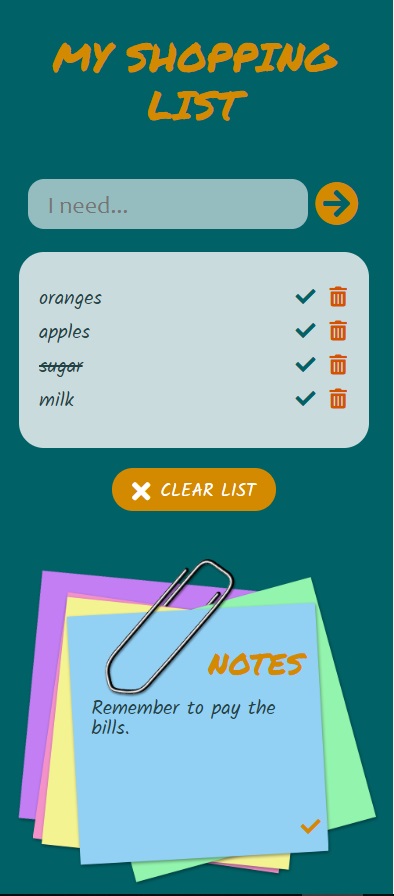 MY SHOPPING
LIST
I need...
oranges
apples
sugar
milk
CLEAR LIST
NOTES
Remember to pay the
bills.